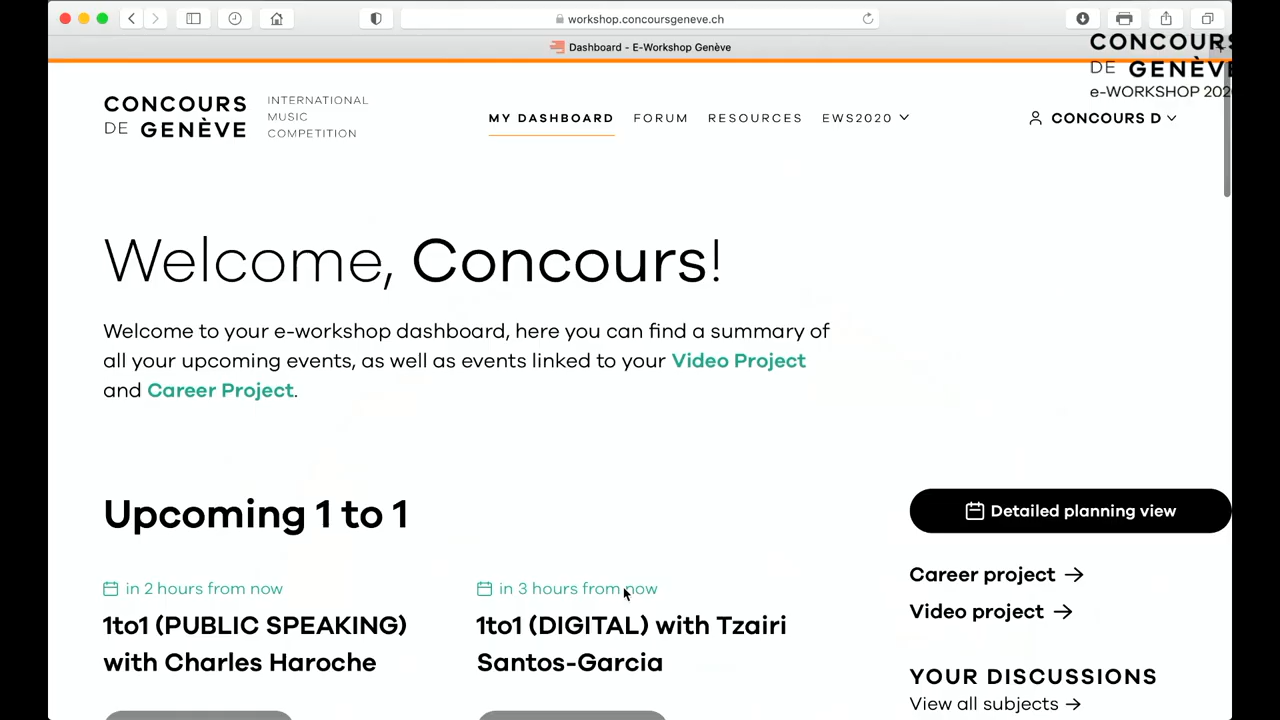 workshop.concoursgeneve.ch
Dashboard - E-Workshop Genève
CONCOURS
DE GENÈVE
e-WORKSHOP 202
CONCOURS
DE GENÈVE
INTERNATIONAL
MUSIC
COMPETITION
MY DASHBOARD FORUM RESOURCES EWS2020
CONCOURS D
Welcome, Concours!
Welcome to your e-workshop dashboard, here you can find a summary of
all your upcoming events, as well as events linked to your Video Project
and Career Project.
Upcoming 1 to 1
in 2 hours from now
1to1 (PUBLIC SPEAKING)
with Charles Haroche
in 3 hours from now
1to1 (DIGITAL) with Tzairi
Santos-Garcia
Detailed planning view
Career project →
Video project →
YOUR DISCUSSIONS
View all subjects →